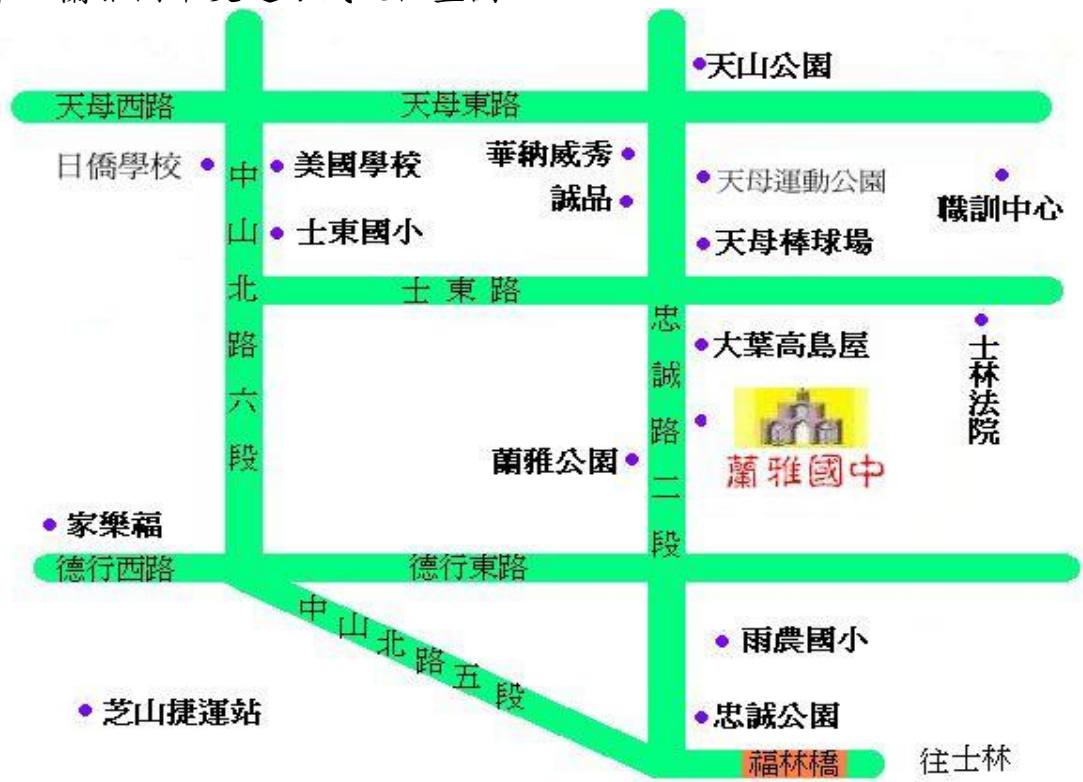 天山公園
天母西路
天母東路
日僑學校
美國學校
華納威秀
誠品
天母運動公園
職訓中心
士東國小
天母棒球場
中山北路六段
士東路
忠誠路二段
大葉高島屋
士林法院
蘭雅國中
蘭雅公園
家樂福
德行西路
德行東路
中山北路五段
雨農國小
芝山捷運站
忠誠公園
福林橋
往士林